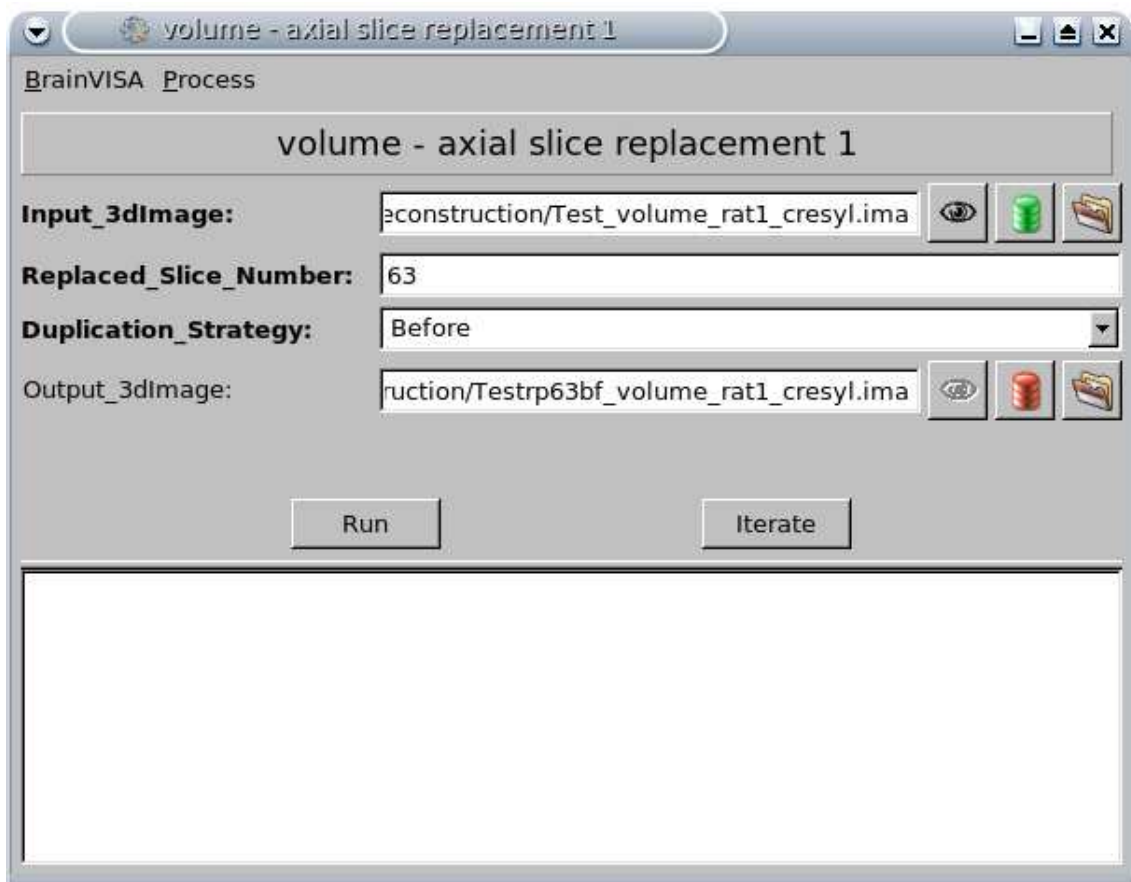 volume - axial slice replacement 1
BrainVISA Process
volume - axial slice replacement 1
Input_3dImage: econstruction/Test_volume_rat1_cresyl.ima
Replaced_Slice_Number: 63
Duplication_Strategy: Before
Output_3dImage: ruction/Testrp63bf_volume_rat1_cresyl.ima
Run Iterate